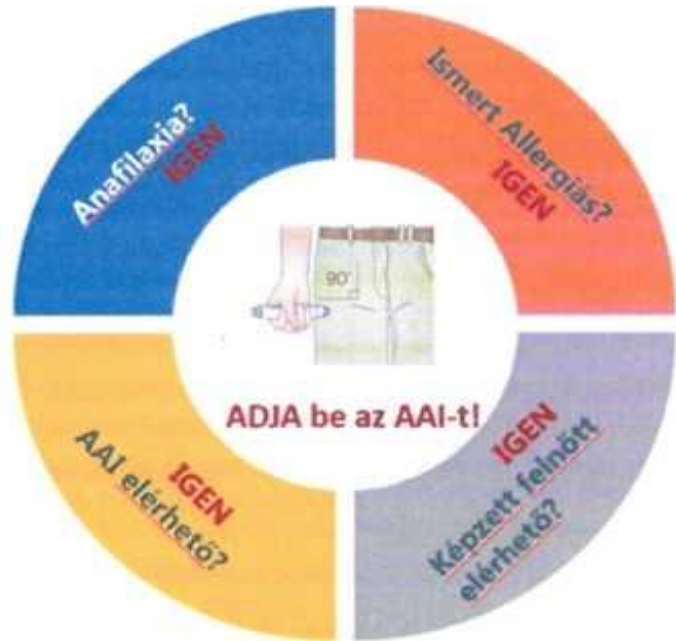 Anafilaxia?
IGEN
Ismert Allergiás?
IGEN
90°
ADJA be az AAI-t!
IGEN
AAI elérhető?
IGEN
Képzett felnőtt
elérhető?